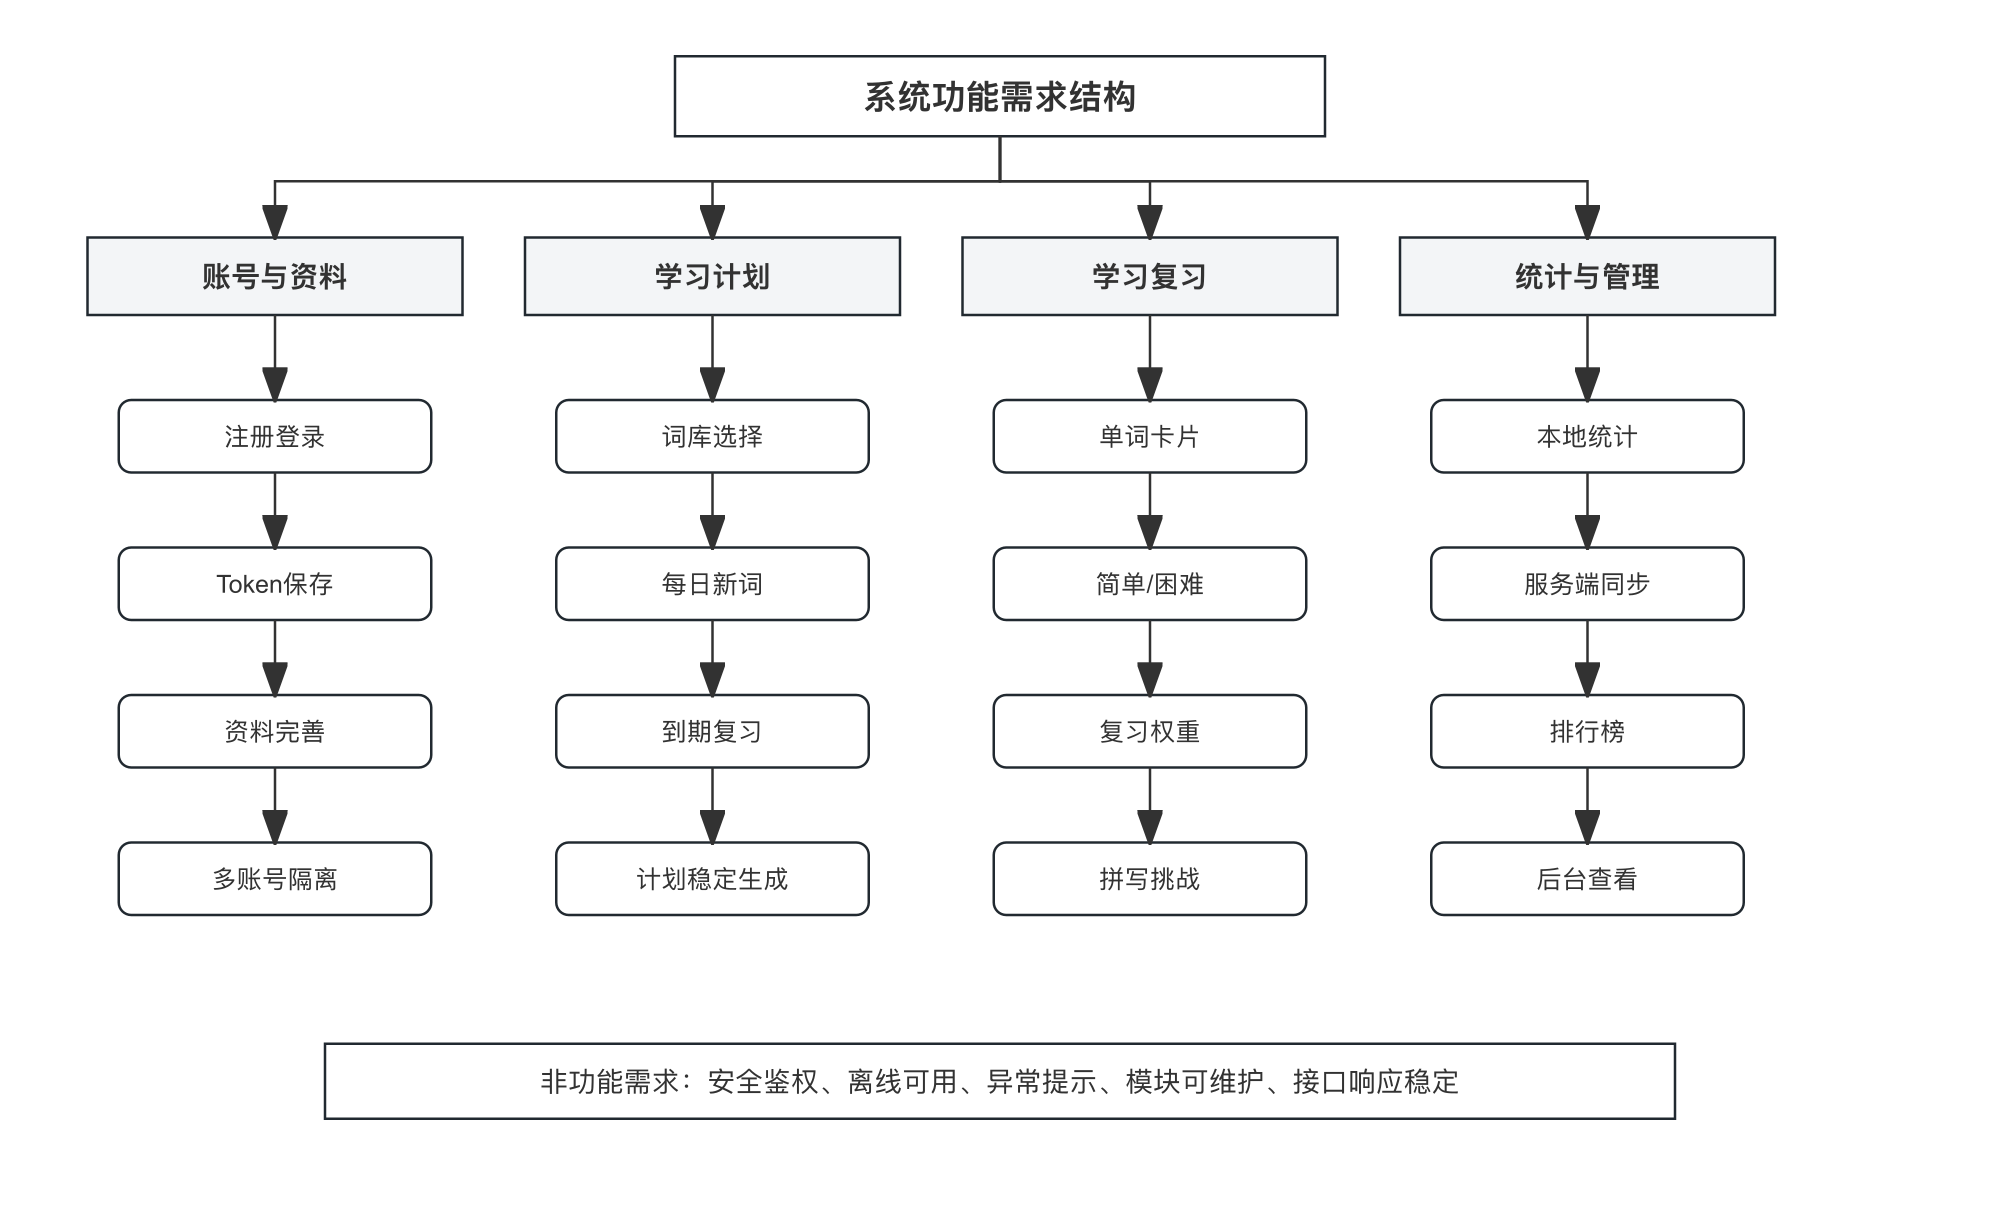 系统功能需求结构
账号与资料
学习计划
学习复习
统计与管理
注册登录
词库选择
单词卡片
本地统计
Token保存
每日新词
简单/困难
服务端同步
资料完善
到期复习
复习权重
排行榜
多账号隔离
计划稳定生成
拼写挑战
后台查看
非功能需求：安全鉴权、离线可用、异常提示、模块可维护、接口响应稳定